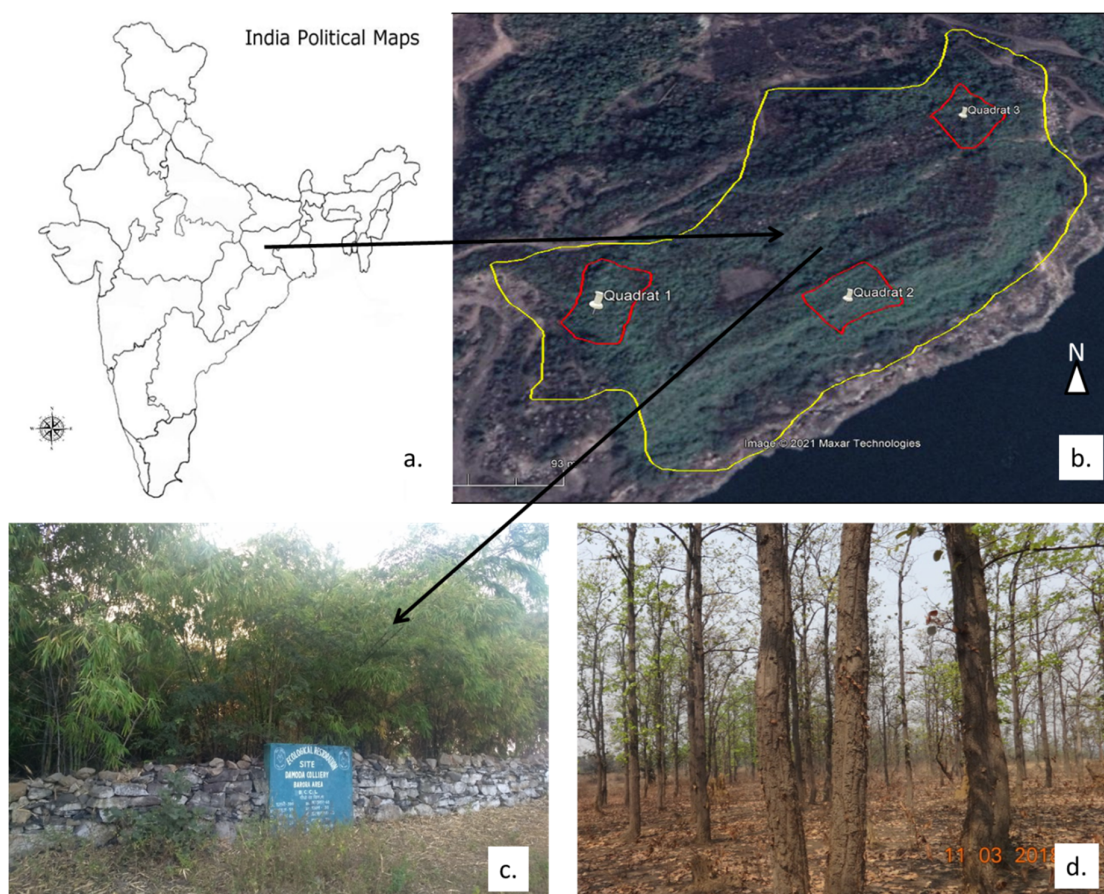 India Political Maps
a.
Quadrat 3
Quadrat 1
Quadrat 2
N
Image © 2021 Maxar Technologies
93 m
b.
ECOLOGICAL RESTORATION
SITE
DAMODA COLLIERY
BARORA AREA
B.C.C.L.
c.
11 03
d.